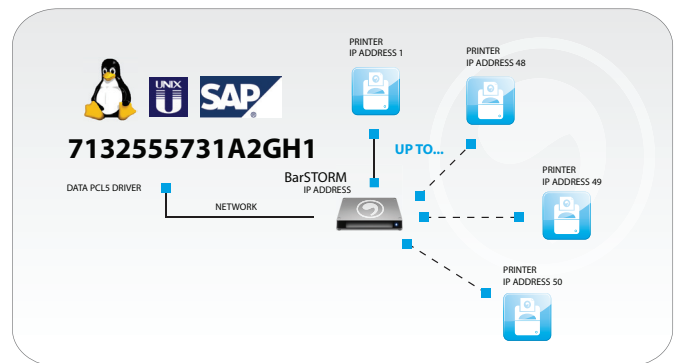 PRINTER
IP ADDRESS 1
PRINTER
IP ADDRESS 48
UNIX
U
SAP
®
7132555731A2GH1
UP TO...
PRINTER
IP ADDRESS 49
BarSTORM
IP ADDRESS
DATA PCL5 DRIVER
NETWORK
PRINTER
IP ADDRESS 50